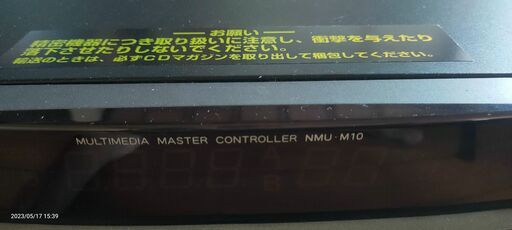 ── お願い ──
精密機器につき取り扱いに注意し、衝撃を与えたり
落下させたりしないでください。
輸送のときは、必ずCDマガジンを取り出して梱包してください。
MULTIMEDIA MASTER CONTROLLER NMU-M10
2023/05/17 15:39